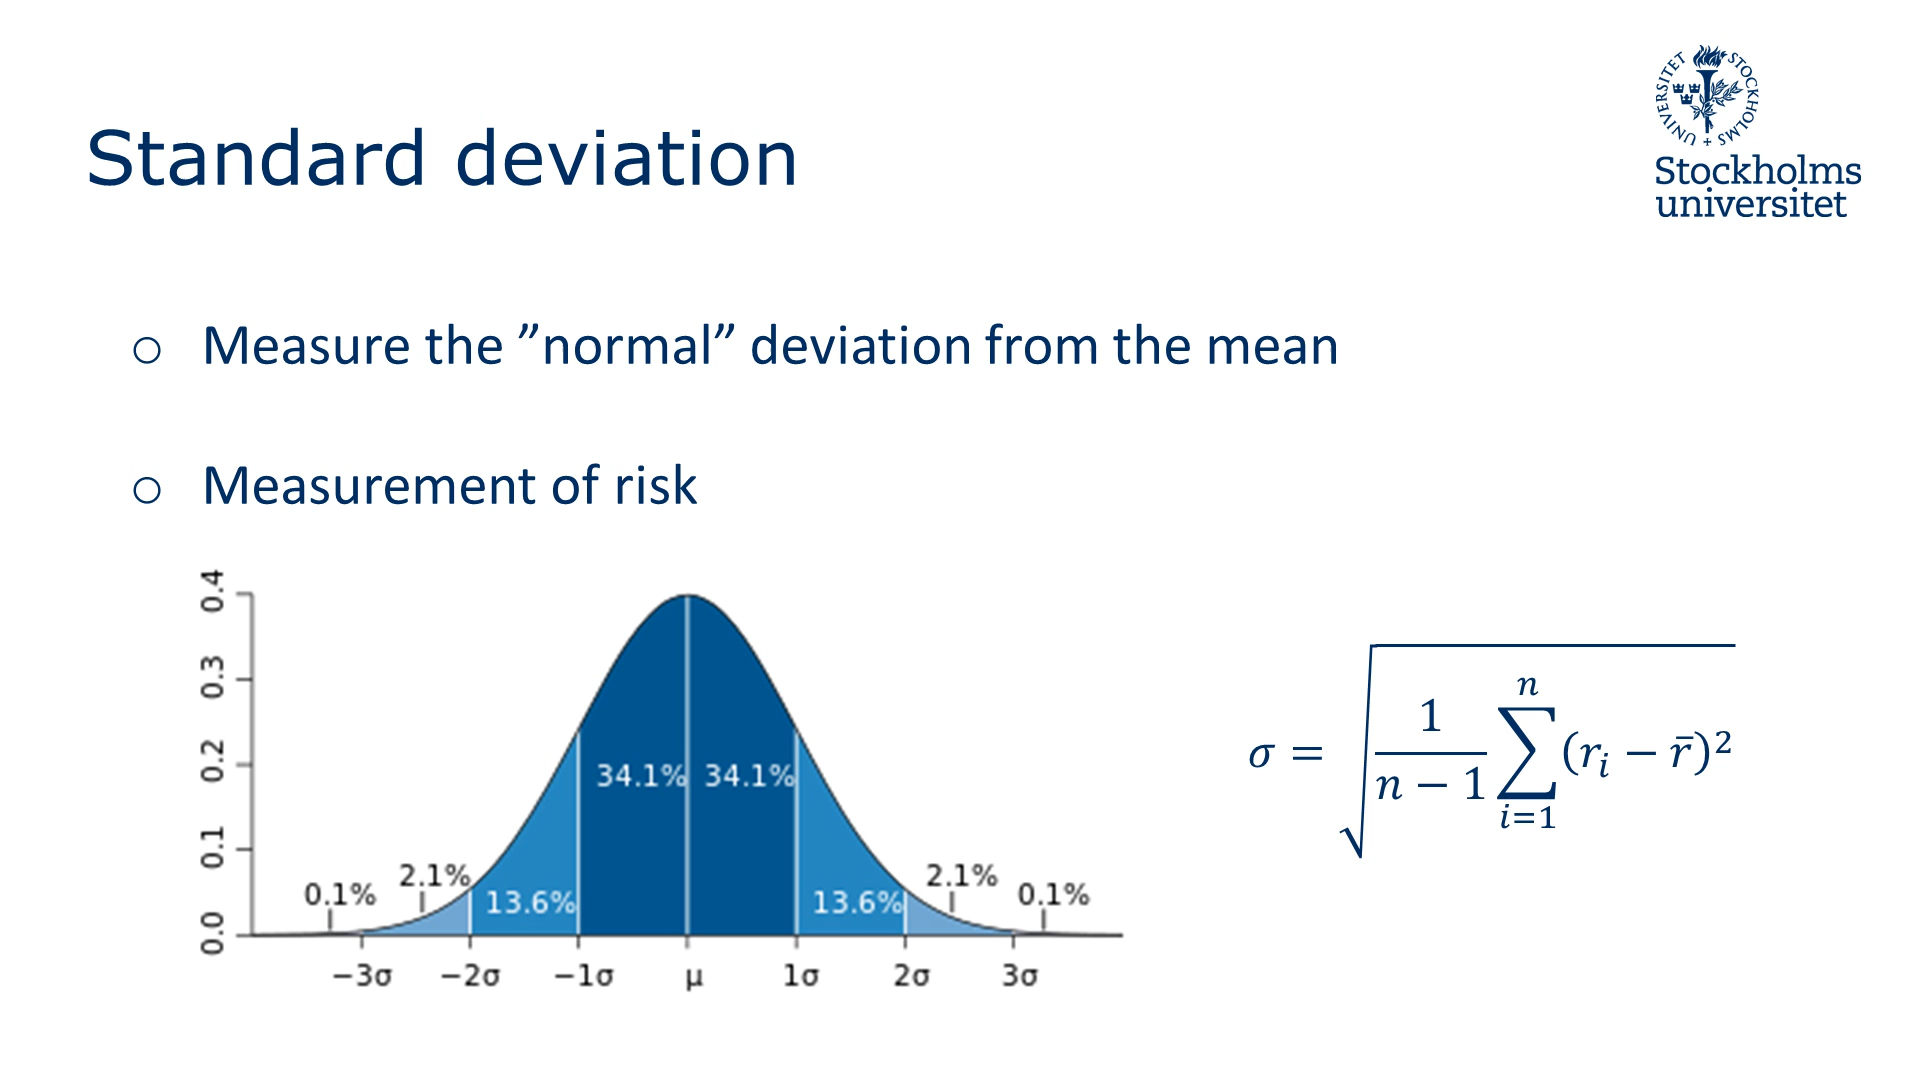 Standard deviation
UNIVERSITET + STOCKHOLMS
Stockholms
universitet
○ Measure the ”normal” deviation from the mean
○ Measurement of risk
0.4
0.3
0.2
0.1
0.0
34.1% 34.1%
0.1% 2.1% 13.6% 13.6% 2.1% 0.1%
−3σ −2σ −1σ µ 1σ 2σ 3σ
σ = √(1/(n − 1) ∑_{i=1}^{n} (r_i − r̄)²)